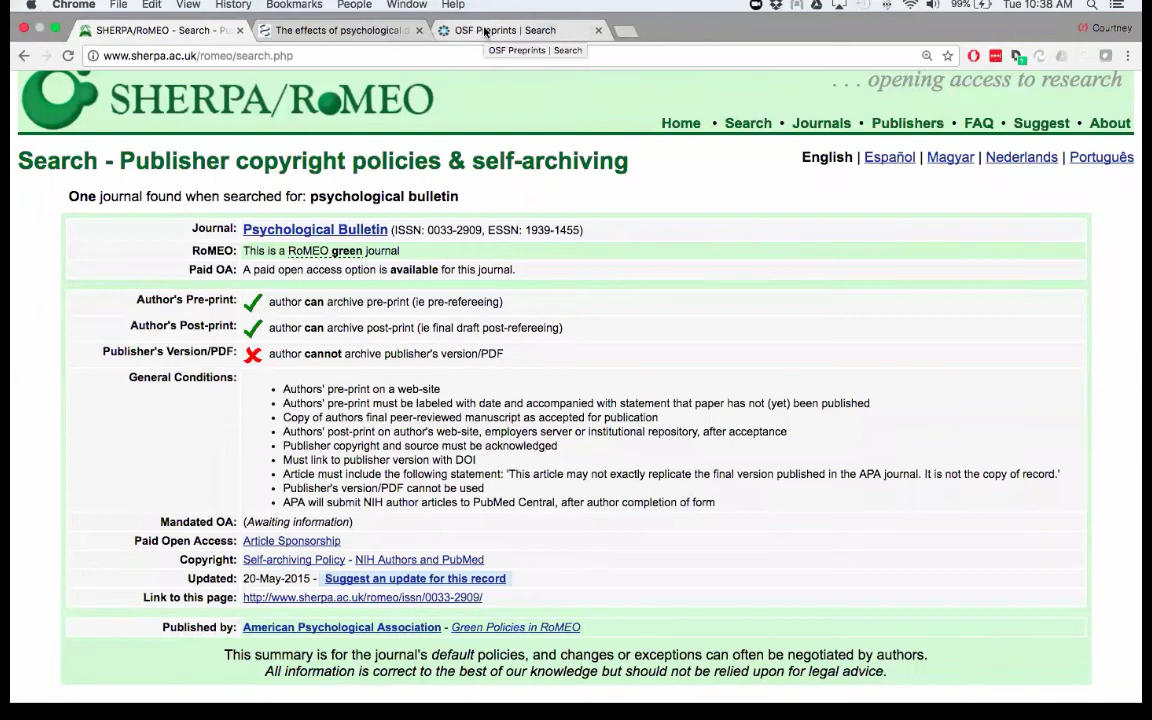 Chrome File Edit View History Bookmarks People Window Help 99% Tue 10:38 AM
SHERPA/RoMEO - Search - Pu The effects of psychological d OSF Preprints | Search Courtney
OSF Preprints | Search
www.sherpa.ac.uk/romeo/search.php
SHERPA/RoMEO
. . . opening access to research
Home • Search • Journals • Publishers • FAQ • Suggest • About
Search - Publisher copyright policies & self-archiving
English | Español | Magyar | Nederlands | Português
One journal found when searched for: psychological bulletin
Journal: Psychological Bulletin (ISSN: 0033-2909, ESSN: 1939-1455)
RoMEO: This is a RoMEO green journal
Paid OA: A paid open access option is available for this journal.
Author's Pre-print: author can archive pre-print (ie pre-refereeing)
Author's Post-print: author can archive post-print (ie final draft post-refereeing)
Publisher's Version/PDF: author cannot archive publisher's version/PDF
General Conditions:
• Authors' pre-print on a web-site
• Authors' pre-print must be labeled with date and accompanied with statement that paper has not (yet) been published
• Copy of authors final peer-reviewed manuscript as accepted for publication
• Authors' post-print on author's web-site, employers server or institutional repository, after acceptance
• Publisher copyright and source must be acknowledged
• Must link to publisher version with DOI
• Article must include the following statement: 'This article may not exactly replicate the final version published in the APA journal. It is not the copy of record.'
• Publisher's version/PDF cannot be used
• APA will submit NIH author articles to PubMed Central, after author completion of form
Mandated OA: (Awaiting information)
Paid Open Access: Article Sponsorship
Copyright: Self-archiving Policy - NIH Authors and PubMed
Updated: 20-May-2015 - Suggest an update for this record
Link to this page: http://www.sherpa.ac.uk/romeo/issn/0033-2909/
Published by: American Psychological Association - Green Policies in RoMEO
This summary is for the journal's default policies, and changes or exceptions can often be negotiated by authors.
All information is correct to the best of our knowledge but should not be relied upon for legal advice.